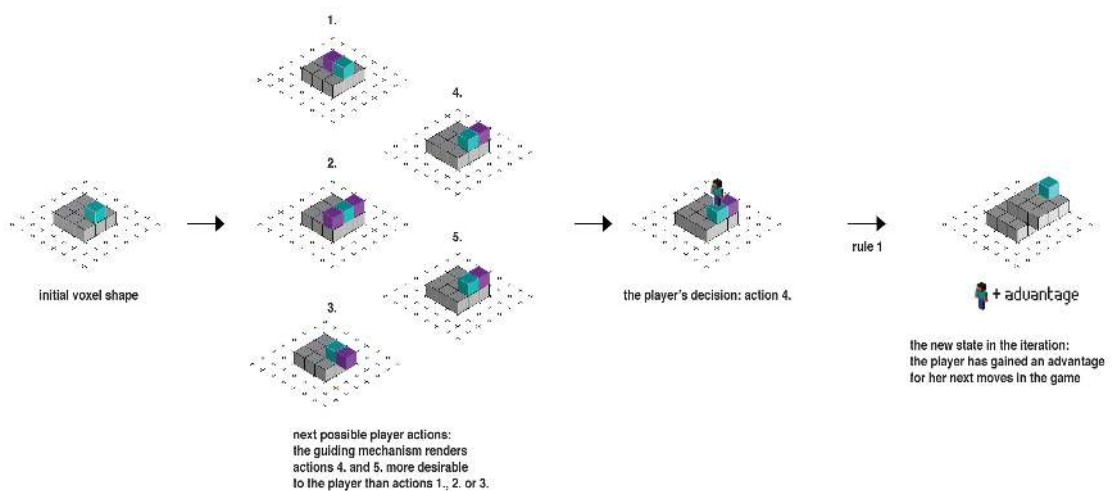 1.
4.
2.
5.
3.
initial voxel shape
next possible player actions:
the guiding mechanism renders
actions 4. and 5. more desirable
to the player than actions 1., 2. or 3.
the player's decision: action 4.
rule 1
+ advantage
the new state in the iteration:
the player has gained an advantage
for her next moves in the game